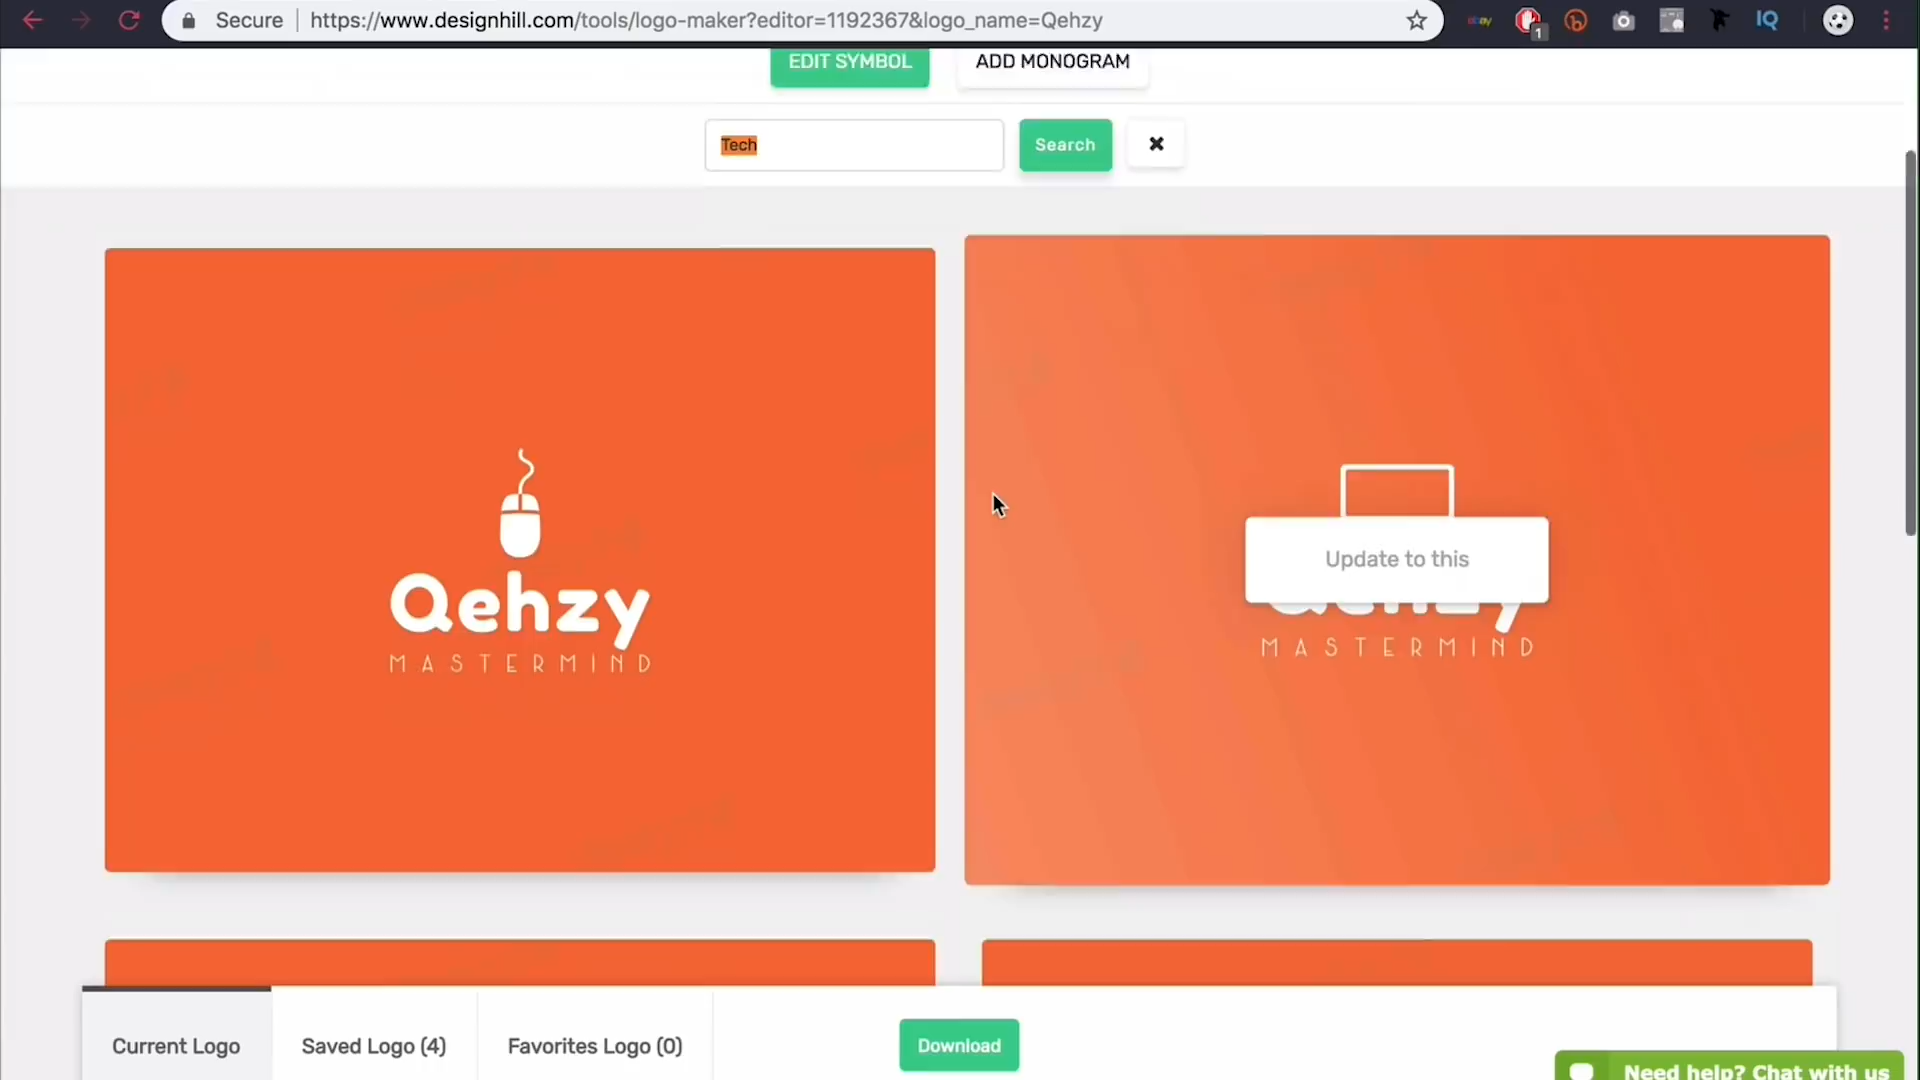 Secure
https://www.designhill.com/tools/logo-maker?editor=1192367&logo_name=Qehzy
ebay
1
IQ
EDIT SYMBOL
ADD MONOGRAM
Tech
Search
Qehzy
MASTERMIND
Update to this
MASTERMIND
Current Logo
Saved Logo (4)
Favorites Logo (0)
Download
Need help? Chat with us